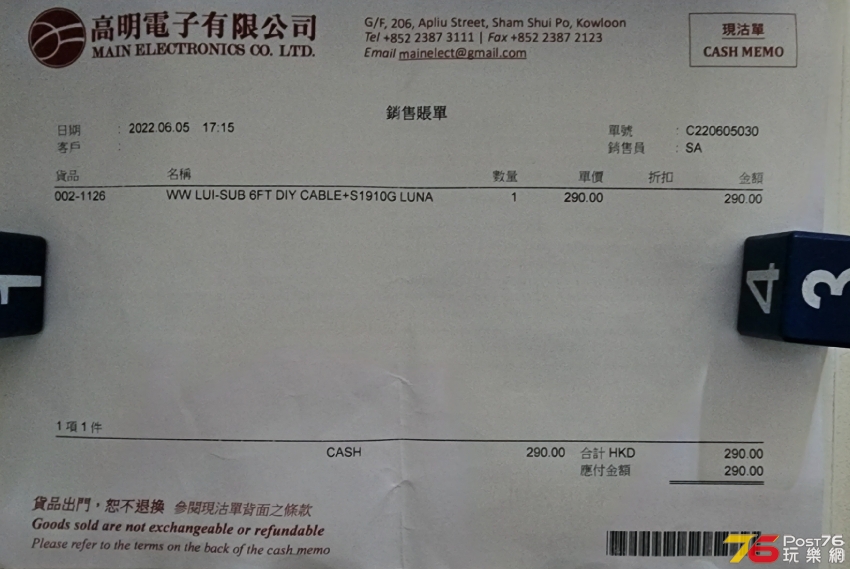 高明電子有限公司
MAIN ELECTRONICS CO. LTD.
G/F, 206, Apliu Street, Sham Shui Po, Kowloon
Tel +852 2387 3111 | Fax +852 2387 2123
Email mainelect@gmail.com
現沽單
CASH MEMO
銷售賬單
日期 : 2022.06.05 17:15 單號 : C220605030
客戶 : 銷售員 : SA
貨品 名稱 數量 單價 折扣 金額
002-1126 WW LUI-SUB 6FT DIY CABLE+S1910G LUNA 1 290.00 290.00
1
4
3
1 項 1 件
CASH 290.00 合計 HKD 290.00
應付金額 290.00
貨品出門，恕不退換 參閱現沽單背面之條款
Goods sold are not exchangeable or refundable
Please refer to the terms on the back of the cash memo
76 Post76
玩樂網